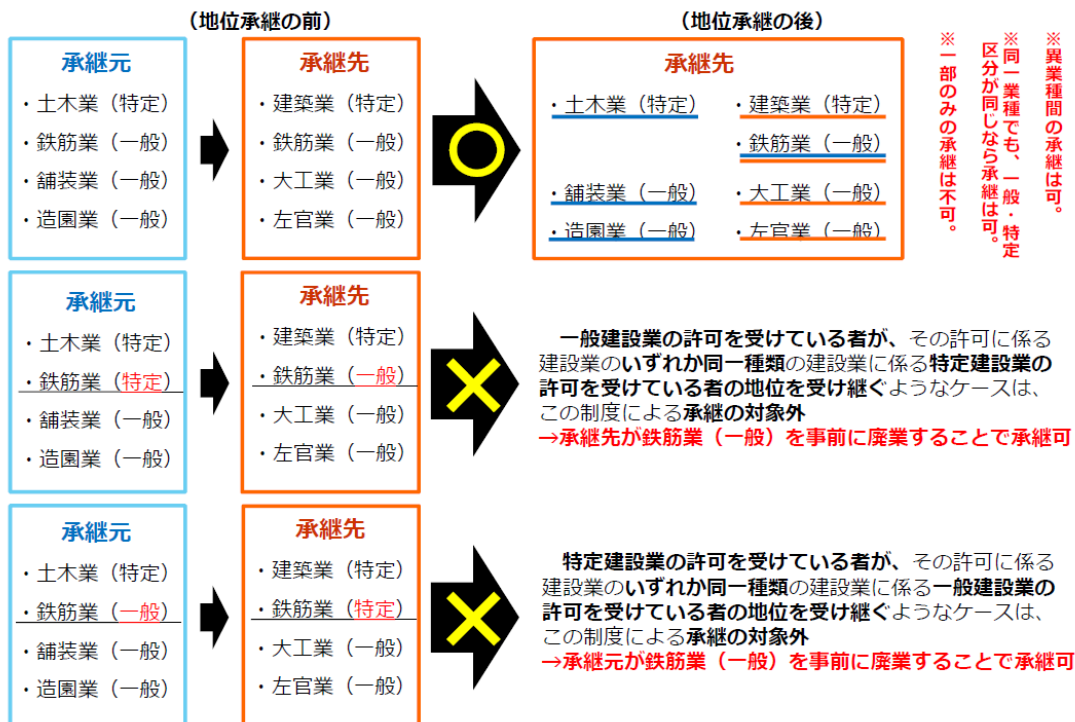 (地位承継の前)
(地位承継の後)
承継元
・土木業(特定)
・鉄筋業(一般)
・舗装業(一般)
・造園業(一般)
承継先
・建築業(特定)
・鉄筋業(一般)
・大工業(一般)
・左官業(一般)
承継先
・土木業(特定) ・建築業(特定)
・鉄筋業(一般)
・舗装業(一般) ・大工業(一般)
・造園業(一般) ・左官業(一般)
※異業種間の承継は可。
※同一業種でも、一般・特定
区分が同じなら承継は可。
※一部のみの承継は不可。
承継元
・土木業(特定)
・鉄筋業(特定)
・舗装業(一般)
・造園業(一般)
承継先
・建築業(特定)
・鉄筋業(一般)
・大工業(一般)
・左官業(一般)
一般建設業の許可を受けている者が、その許可に係る
建設業のいずれか同一種類の建設業に係る特定建設業の
許可を受けている者の地位を受け継ぐようなケースは、
この制度による承継の対象外
→承継先が鉄筋業(一般)を事前に廃業することで承継可
承継元
・土木業(特定)
・鉄筋業(一般)
・舗装業(一般)
・造園業(一般)
承継先
・建築業(特定)
・鉄筋業(特定)
・大工業(一般)
・左官業(一般)
特定建設業の許可を受けている者が、その許可に係る
建設業のいずれか同一種類の建設業に係る一般建設業の
許可を受けている者の地位を受け継ぐようなケースは、
この制度による承継の対象外
→承継元が鉄筋業(一般)を事前に廃業することで承継可